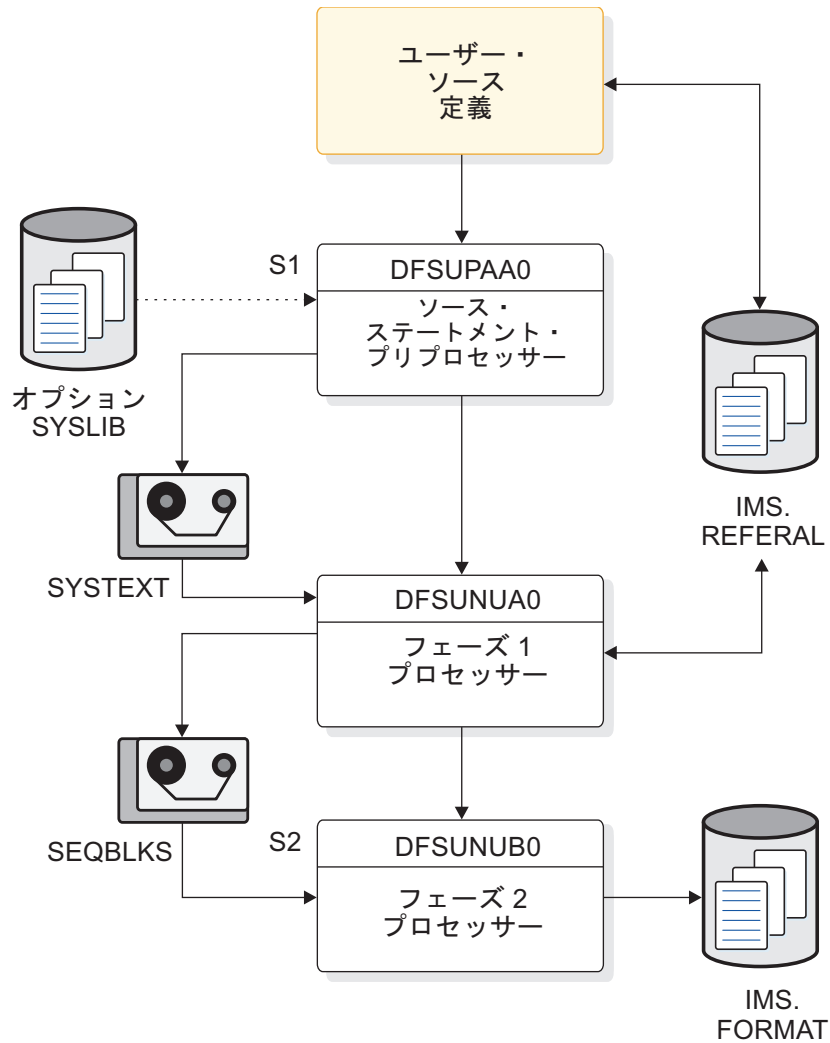 ユーザー・
ソース
定義
S1
DFSUPAA0
ソース・
ステートメント・
プリプロセッサー
オプション
SYSLIB
IMS.
REFERAL
SYSTEXT
DFSUNUA0
フェーズ 1
プロセッサー
SEQBLKS
S2
DFSUNUB0
フェーズ 2
プロセッサー
IMS.
FORMAT